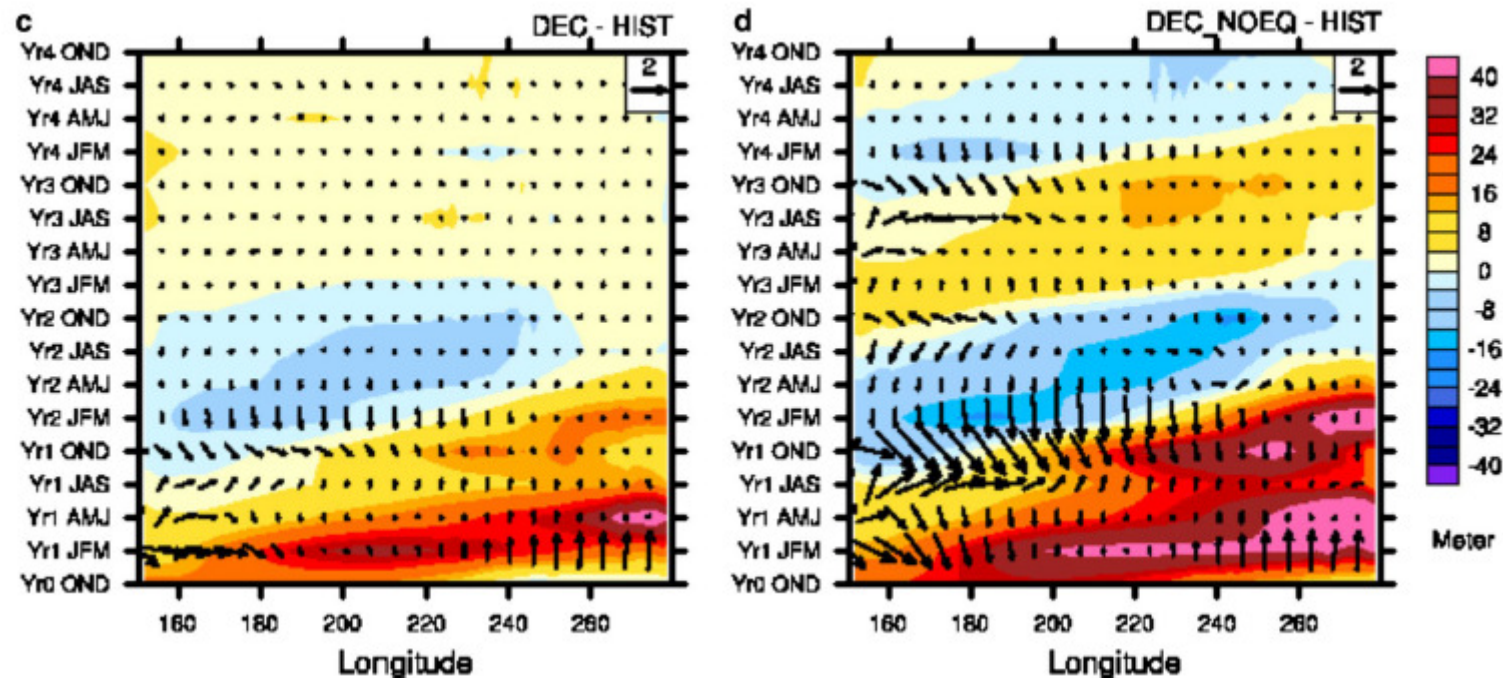 c DEC - HIST
Yr4 OND
Yr4 JAS
Yr4 AMJ
Yr4 JFM
Yr3 OND
Yr3 JAS
Yr3 AMJ
Yr3 JFM
Yr2 OND
Yr2 JAS
Yr2 AMJ
Yr2 JFM
Yr1 OND
Yr1 JAS
Yr1 AMJ
Yr1 JFM
Yr0 OND
2
160 180 200 220 240 260
Longitude
d DEC_NOEQ - HIST
Yr4 OND
Yr4 JAS
Yr4 AMJ
Yr4 JFM
Yr3 OND
Yr3 JAS
Yr3 AMJ
Yr3 JFM
Yr2 OND
Yr2 JAS
Yr2 AMJ
Yr2 JFM
Yr1 OND
Yr1 JAS
Yr1 AMJ
Yr1 JFM
Yr0 OND
2
160 180 200 220 240 260
Longitude
40
32
24
16
8
0
-8
-16
-24
-32
-40
Meter